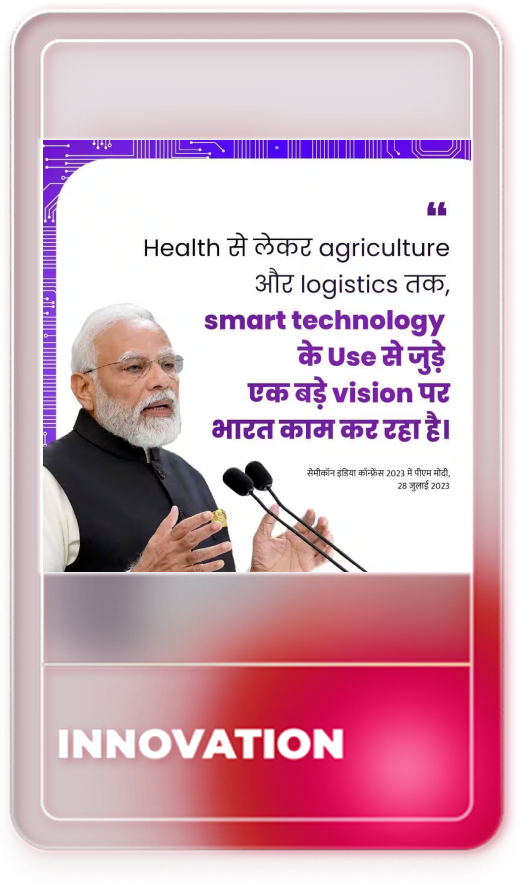 “
Health से लेकर agriculture
और logistics तक,
smart technology
के Use से जुड़े
एक बड़े vision पर
भारत काम कर रहा है।
सेमीकॉन इंडिया कॉन्फ्रेंस 2023 में पीएम मोदी,
28 जुलाई 2023
INNOVATION